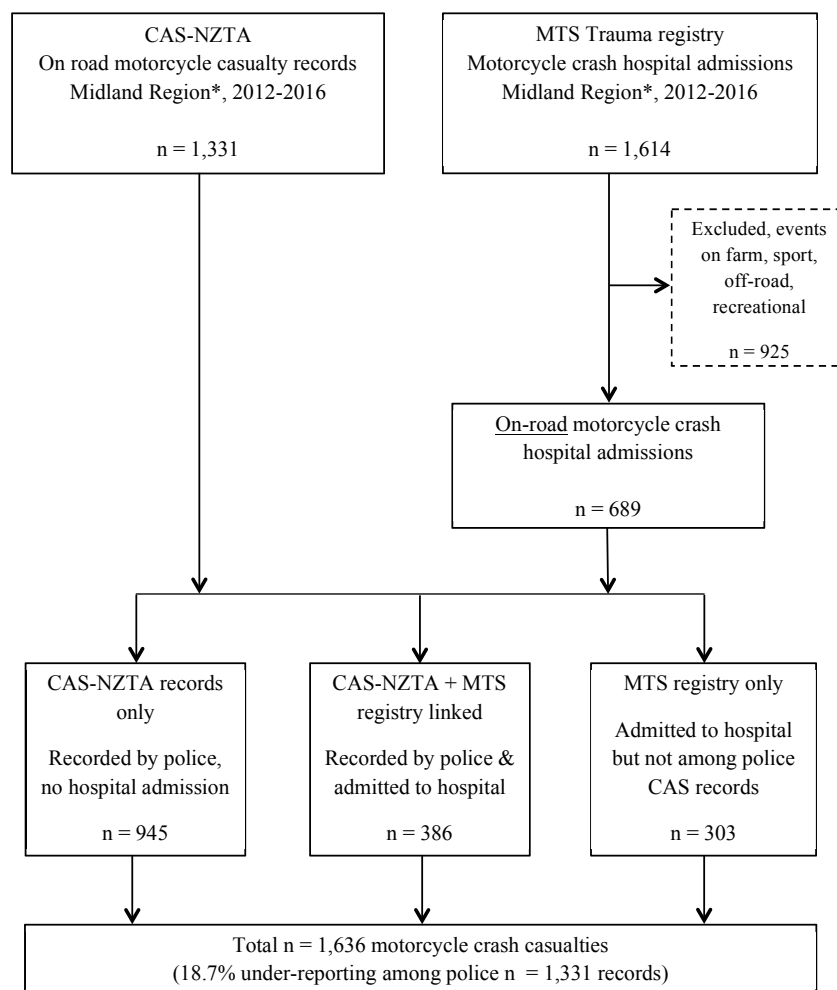 CAS-NZTA
On road motorcycle casualty records
Midland Region*, 2012-2016
n = 1,331
MTS Trauma registry
Motorcycle crash hospital admissions
Midland Region*, 2012-2016
n = 1,614
Excluded, events
on farm, sport,
off-road,
recreational
n = 925
On-road motorcycle crash
hospital admissions
n = 689
CAS-NZTA records
only
Recorded by police,
no hospital admission
n = 945
CAS-NZTA + MTS
registry linked
Recorded by police &
admitted to hospital
n = 386
MTS registry only
Admitted to hospital
but not among police
CAS records
n = 303
Total n = 1,636 motorcycle crash casualties
(18.7% under-reporting among police n = 1,331 records)